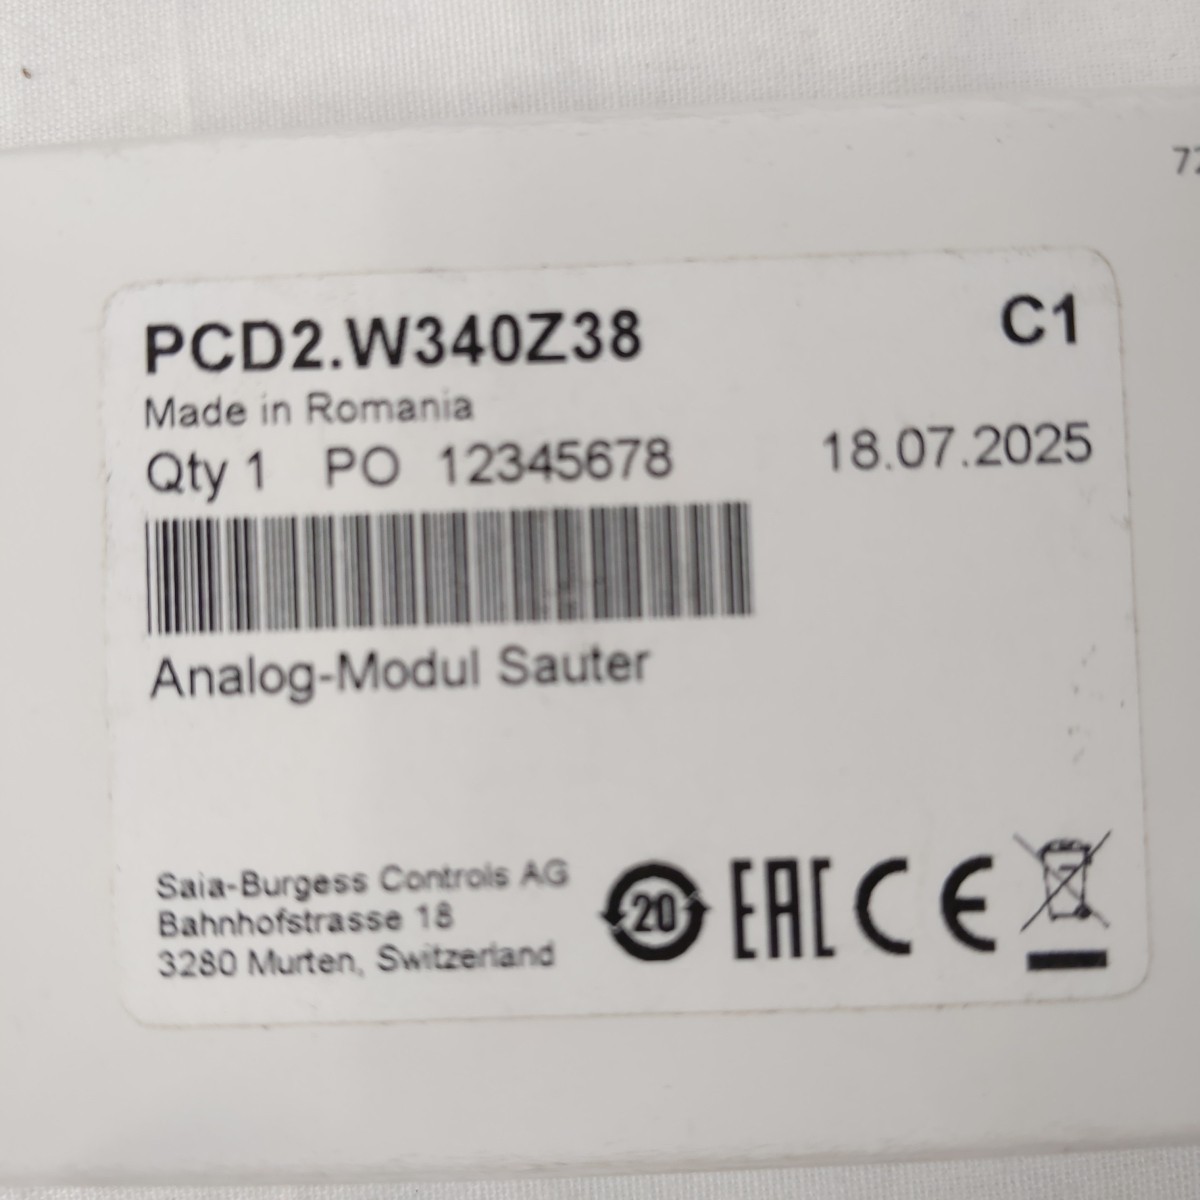 72
PCD2.W340Z38 C1
Made in Romania
Qty 1 PO 12345678 18.07.2025
Analog-Modul Sauter
Saia-Burgess Controls AG
Bahnhofstrasse 18
3280 Murten, Switzerland
20 EAC CE